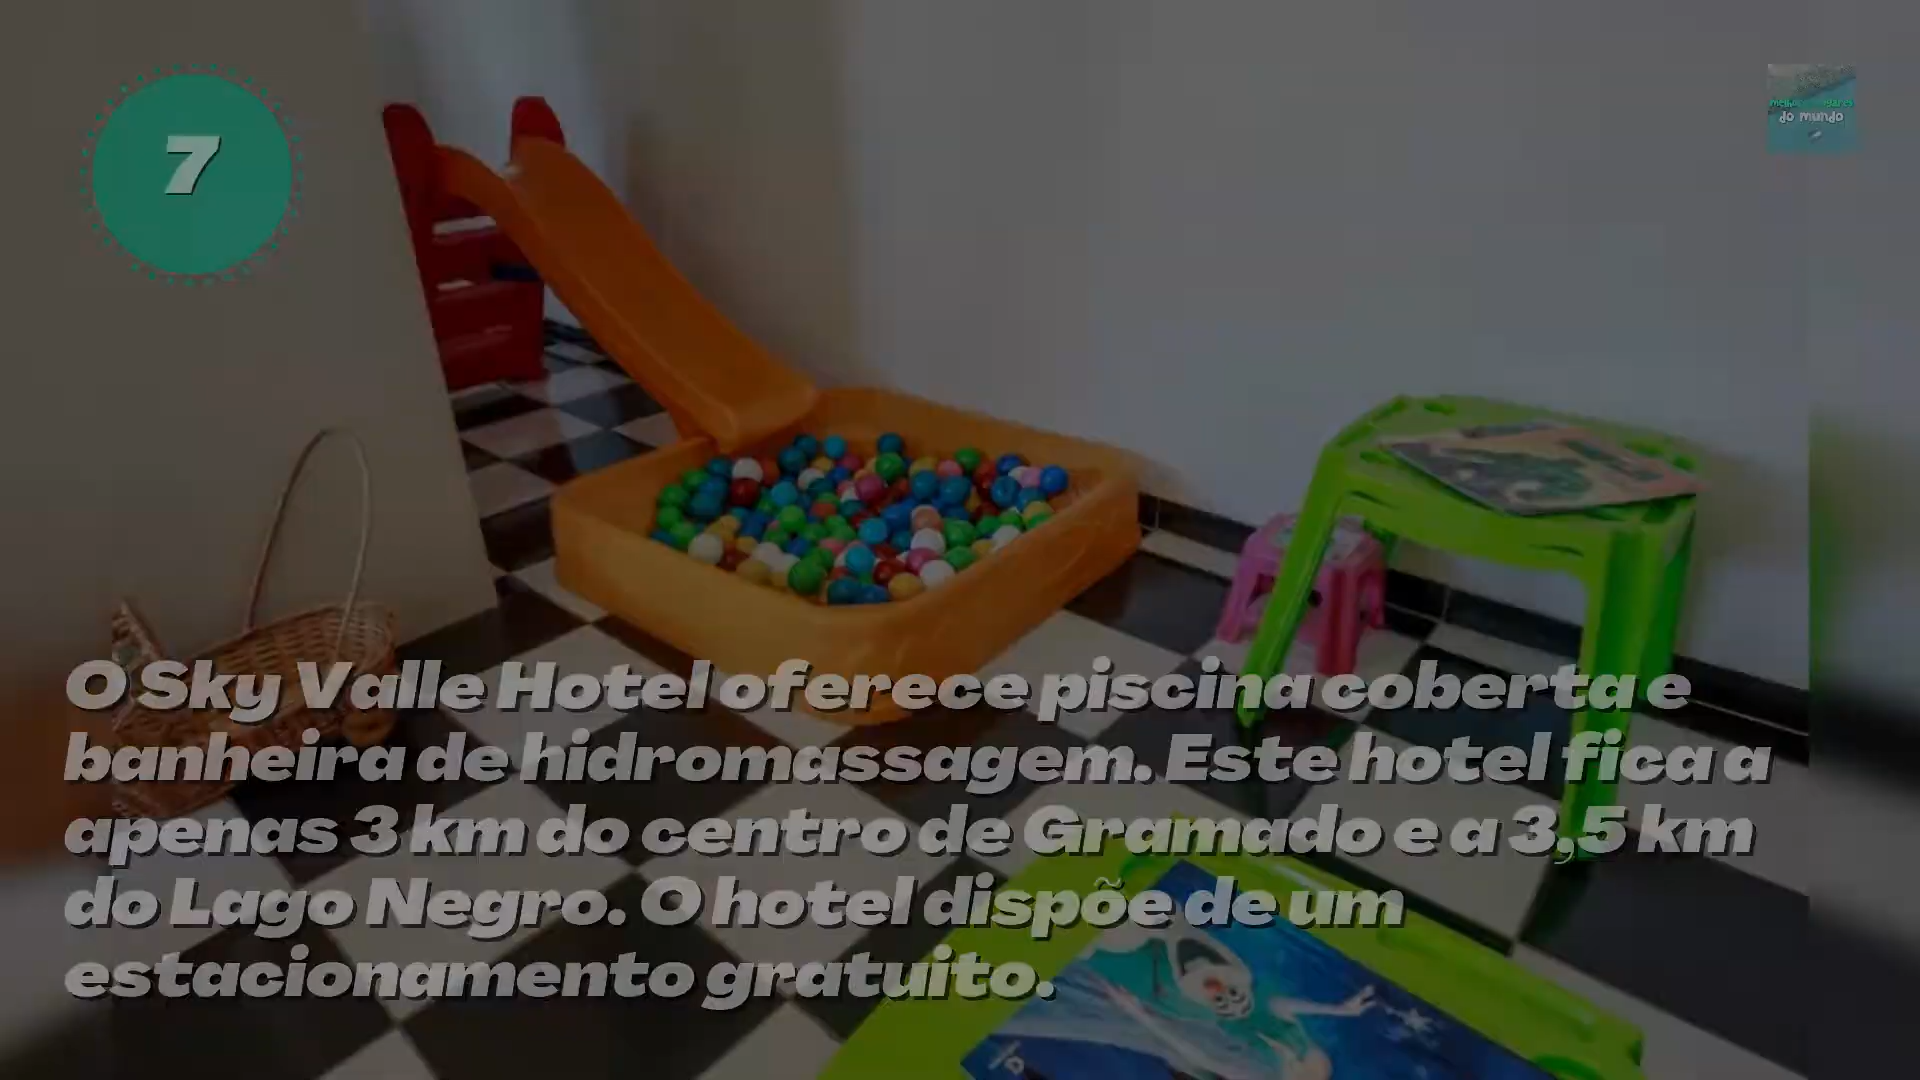 7
do mundo
O Sky Valle Hotel oferece piscina coberta e
banheira de hidromassagem. Este hotel fica a
apenas 3 km do centro de Gramado e a 3,5 km
do Lago Negro. O hotel dispõe de um
estacionamento gratuito.